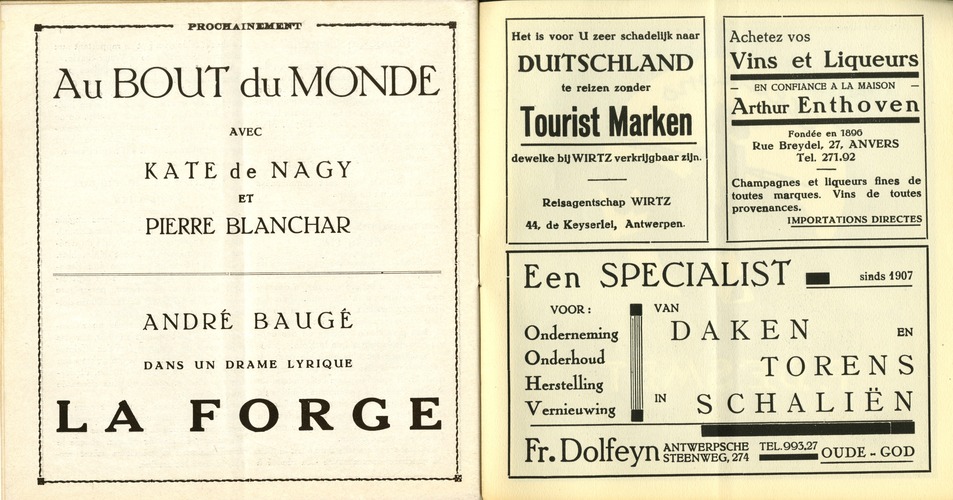 PROCHAINEMENT
Au BOUT du MONDE
AVEC
KATE de NAGY
ET
PIERRE BLANCHAR
ANDRÉ BAUGÉ
DANS UN DRAME LYRIQUE
LA FORGE
Het is voor U zeer schadelijk naar
DUITSCHLAND
te reizen zonder
Tourist Marken
dewelke bij WIRTZ verkrijgbaar zijn.
Reisagentschap WIRTZ
44, de Keyserlei, Antwerpen.
Achetez vos
Vins et Liqueurs
— EN CONFIANCE A LA MAISON —
Arthur Enthoven
Fondée en 1896
Rue Breydel, 27, ANVERS
Tel. 271.92
Champagnes et liqueurs fines de
toutes marques. Vins de toutes
provenances.
IMPORTATIONS DIRECTES
Een SPECIALIST sinds 1907
VOOR:
Onderneming
Onderhoud
Herstelling
Vernieuwing
VAN
DAKEN EN
TORENS
IN SCHALIËN
Fr. Dolfeyn ANTWERPSCHE STEENWEG, 274 TEL. 993.27 OUDE-GOD